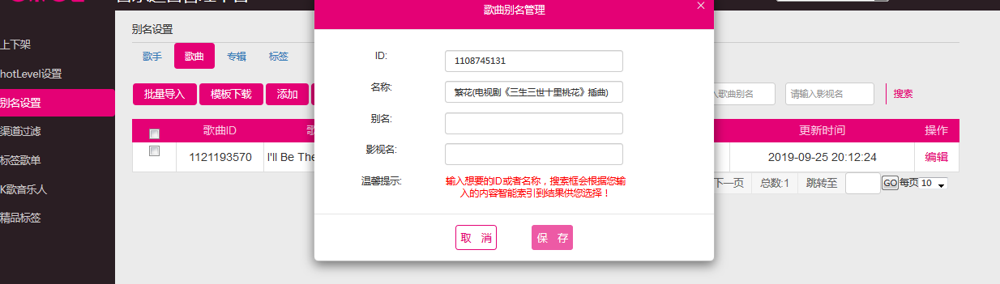 歌曲别名管理
×
别名设置
上下架
hotLevel设置
别名设置
渠道过滤
标签歌单
K歌音乐人
精品标签
歌手
歌曲
专辑
标签
批量导入
模板下载
添加
歌曲别名
请输入影视名
搜索
歌曲ID
更新时间
操作
1121193570
I'll Be The
2019-09-25 20:12:24
编辑
下一页
总数:1
跳转至
GO
每页
10
ID:
1108745131
名称:
繁花(电视剧《三生三世十里桃花》插曲)
别名:
影视名:
温馨提示:
输入想要的ID或者名称，搜索框会根据您输
入的内容智能索引到结果供您选择！
取 消
保 存